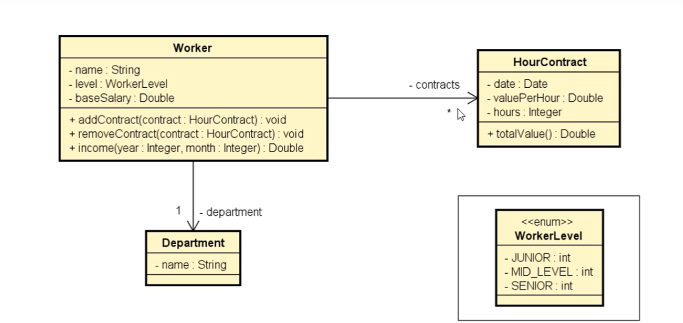 Worker
- name : String
- level : WorkerLevel
- baseSalary : Double
+ addContract(contract : HourContract) : void
+ removeContract(contract : HourContract) : void
+ income(year : Integer, month : Integer) : Double
- contracts
*
HourContract
- date : Date
- valuePerHour : Double
- hours : Integer
+ totalValue() : Double
1
- department
Department
- name : String
<<enum>>
WorkerLevel
- JUNIOR : int
- MID_LEVEL : int
- SENIOR : int